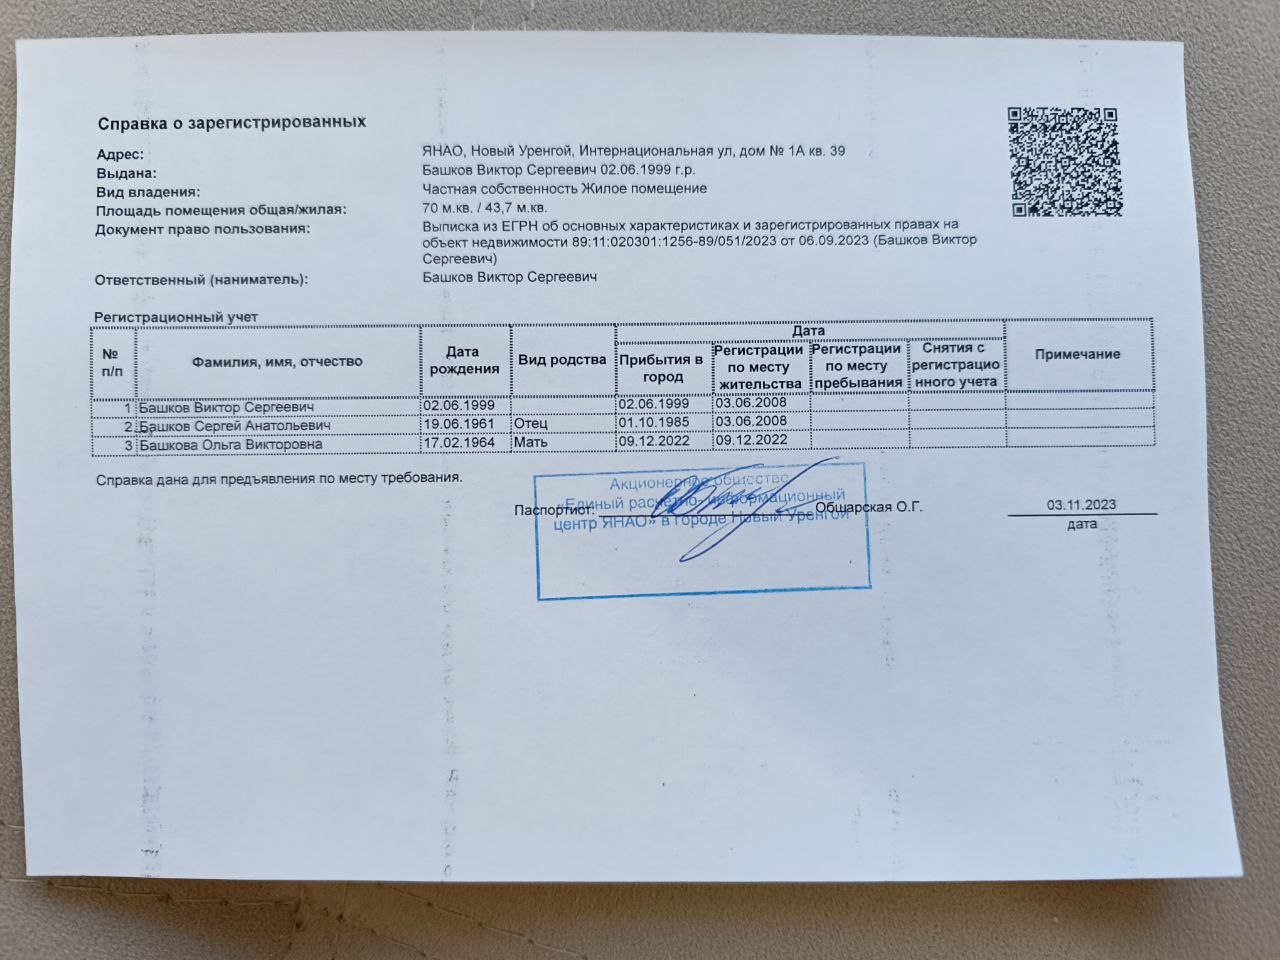 Справка о зарегистрированных
Адрес: ЯНАО, Новый Уренгой, Интернациональная ул, дом № 1А кв. 39
Выдана: Башков Виктор Сергеевич 02.06.1999 г.р.
Вид владения: Частная собственность Жилое помещение
Площадь помещения общая/жилая: 70 м.кв. / 43,7 м.кв.
Документ право пользования: Выписка из ЕГРН об основных характеристиках и зарегистрированных правах на
объект недвижимости 89:11:020301:1256-89/051/2023 от 06.09.2023 (Башков Виктор
Сергеевич)
Ответственный (наниматель): Башков Виктор Сергеевич
Регистрационный учет
№ п/п Фамилия, имя, отчество Дата рождения Вид родства Дата Примечание
Прибытия в город Регистрации по месту жительства Регистрации по месту пребывания Снятия с регистрацио нного учета
1 Башков Виктор Сергеевич 02.06.1999 02.06.1999 03.06.2008
2 Башков Сергей Анатольевич 19.06.1961 Отец 01.10.1985 03.06.2008
3 Башкова Ольга Викторовна 17.02.1964 Мать 09.12.2022 09.12.2022
Справка дана для предъявления по месту требования.
Акционерное общество
«Единый расчетно- информационный
центр ЯНАО» в городе Новый Уренгой
Паспортист: Общарская О.Г. 03.11.2023
дата